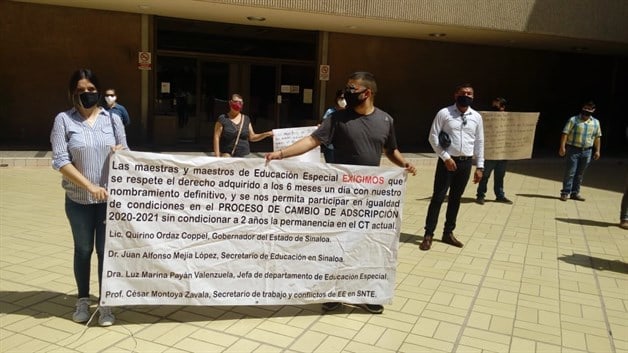 Las maestras y maestros de Educación Especial EXIGIMOS que
se respete el derecho adquirido a los 6 meses un día con nuestro
nombramiento definitivo, y se nos permita participar en igualdad
de condiciones en el PROCESO DE CAMBIO DE ADSCRIPCIÓN
2020-2021 sin condicionar a 2 años la permanencia en el CT actual.
Lic. Quirino Ordaz Coppel, Gobernador del Estado de Sinaloa.
Dr. Juan Alfonso Mejía López, Secretario de Educación en Sinaloa.
Dra. Luz Marina Payán Valenzuela, Jefa de departamento de Educación Especial.
Prof. César Montoya Zavala, Secretario de trabajo y conflictos de EE en SNTE.